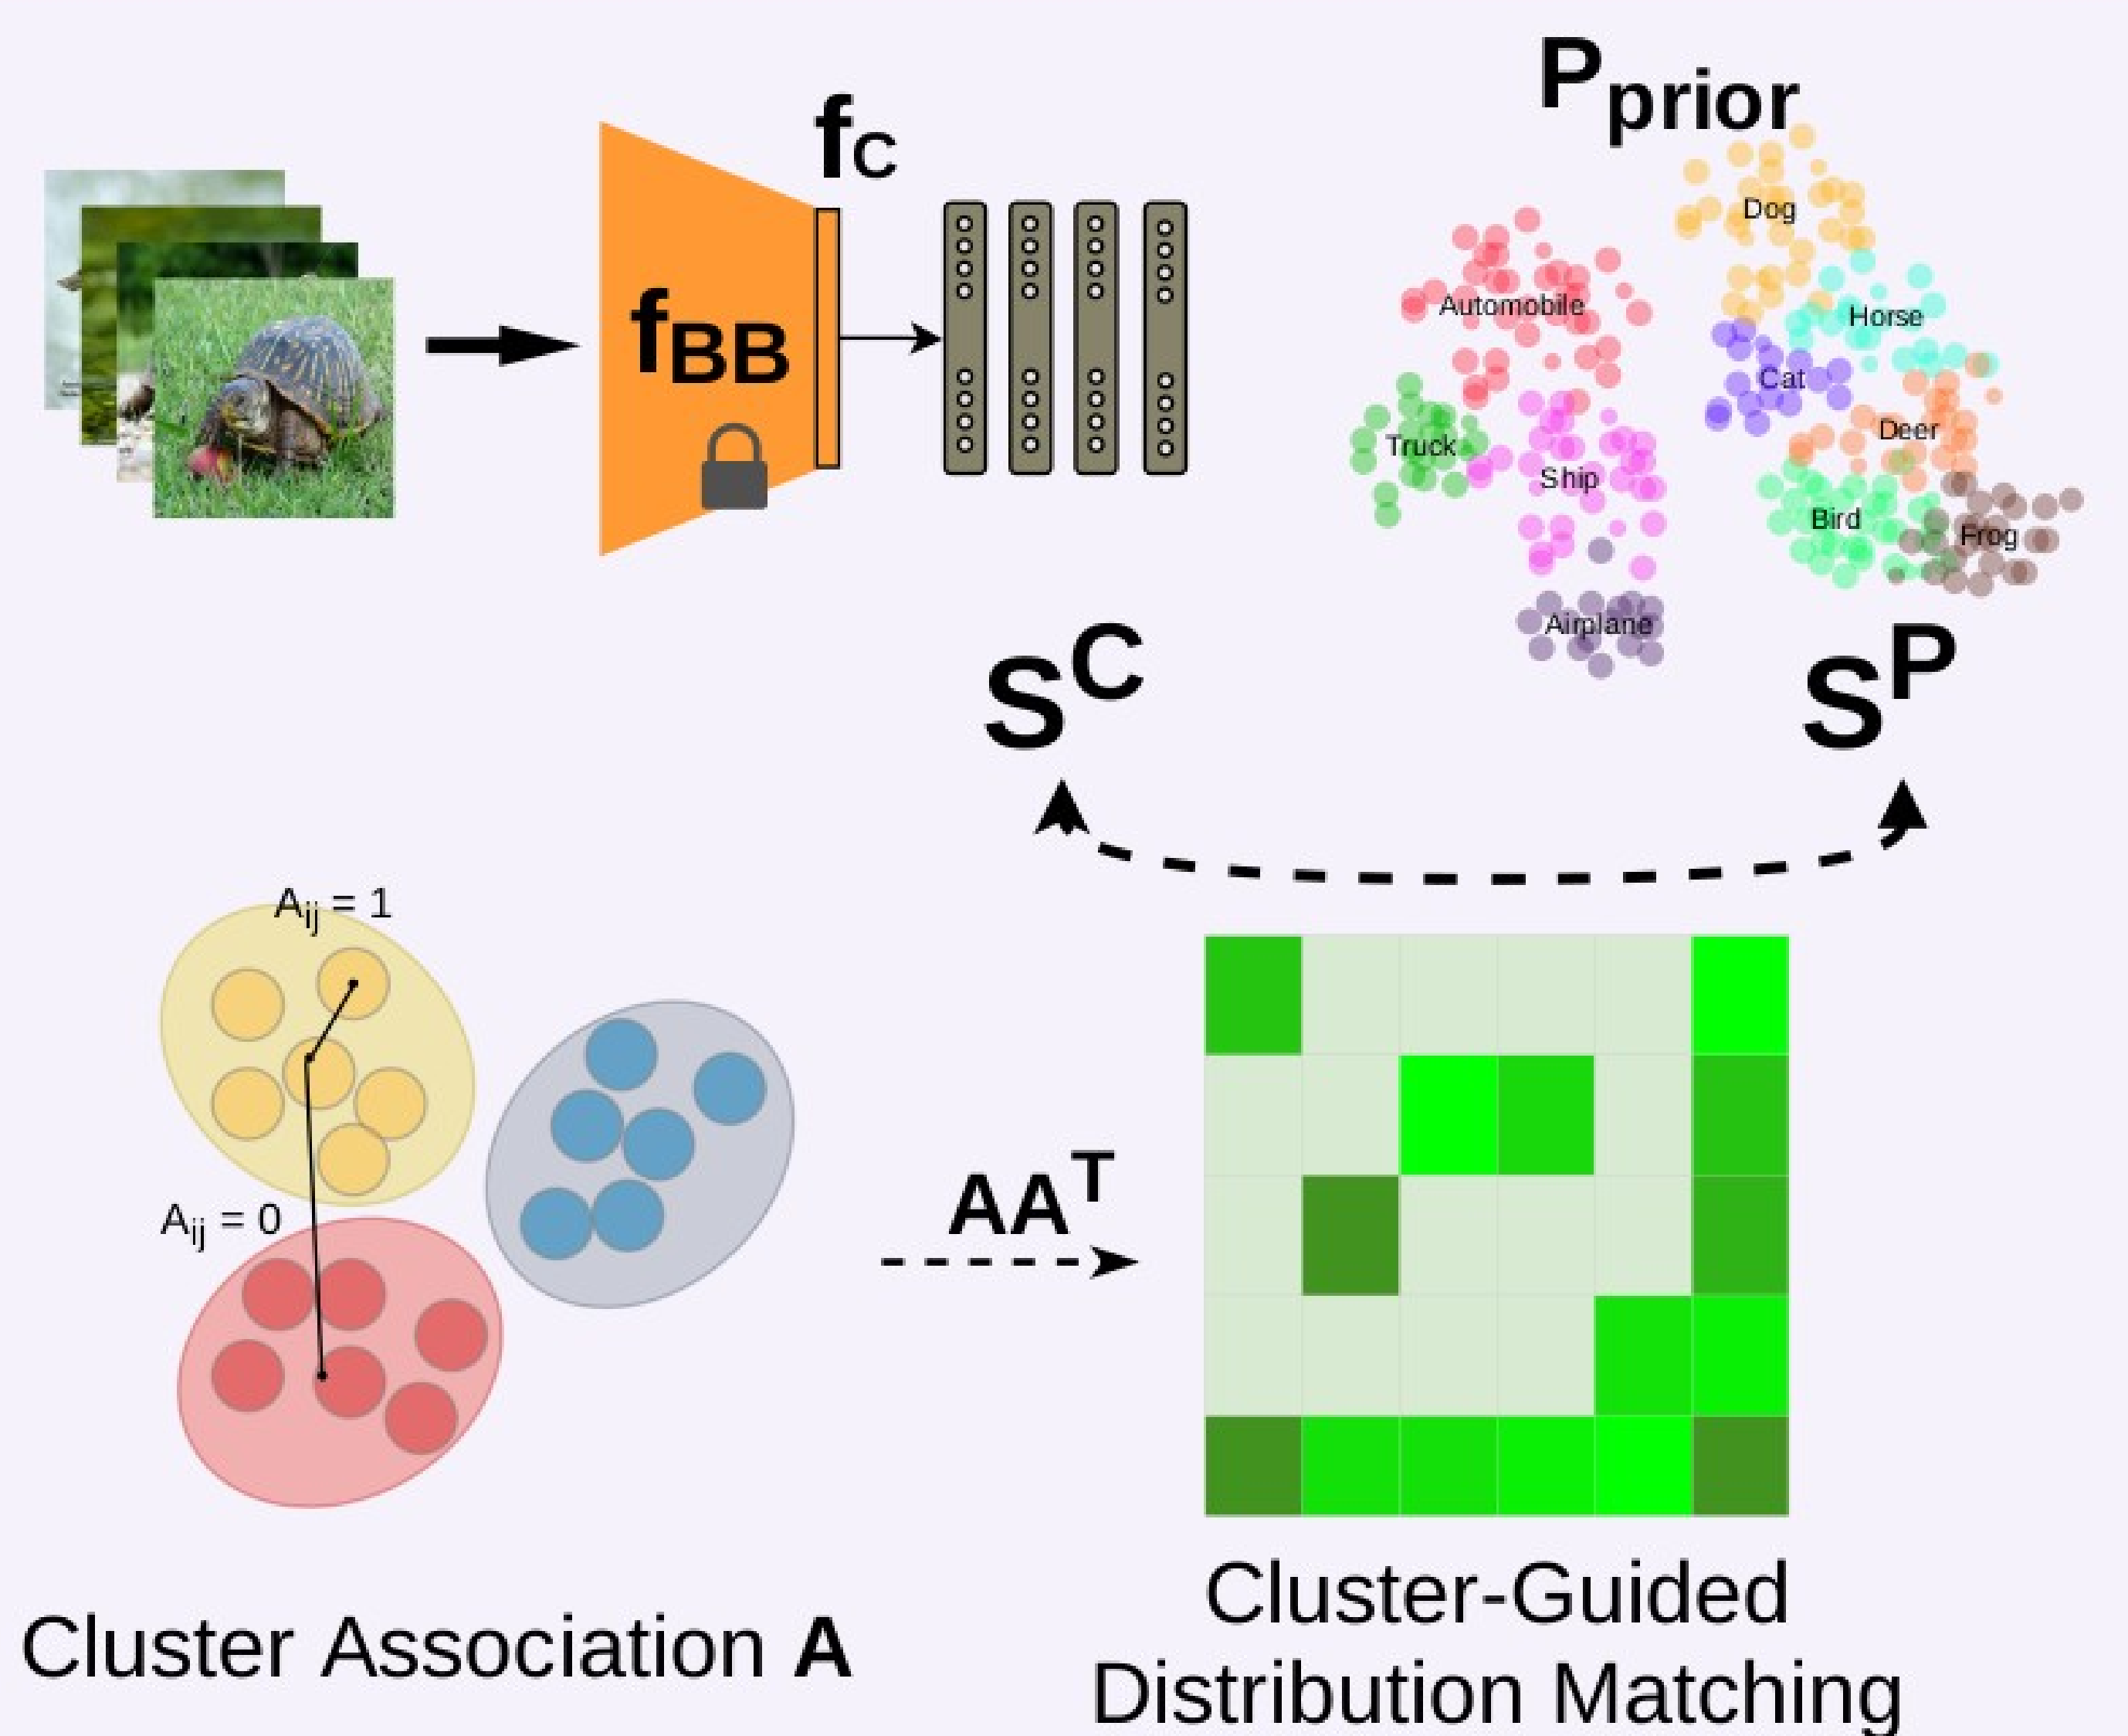 f_C
f_BB
P_prior
Dog
Automobile
Horse
Cat
Truck
Deer
Ship
Bird
Frog
Airplane
S^C
S^P
A_ij = 1
A_ij = 0
AA^T
Cluster Association A
Cluster-Guided
Distribution Matching